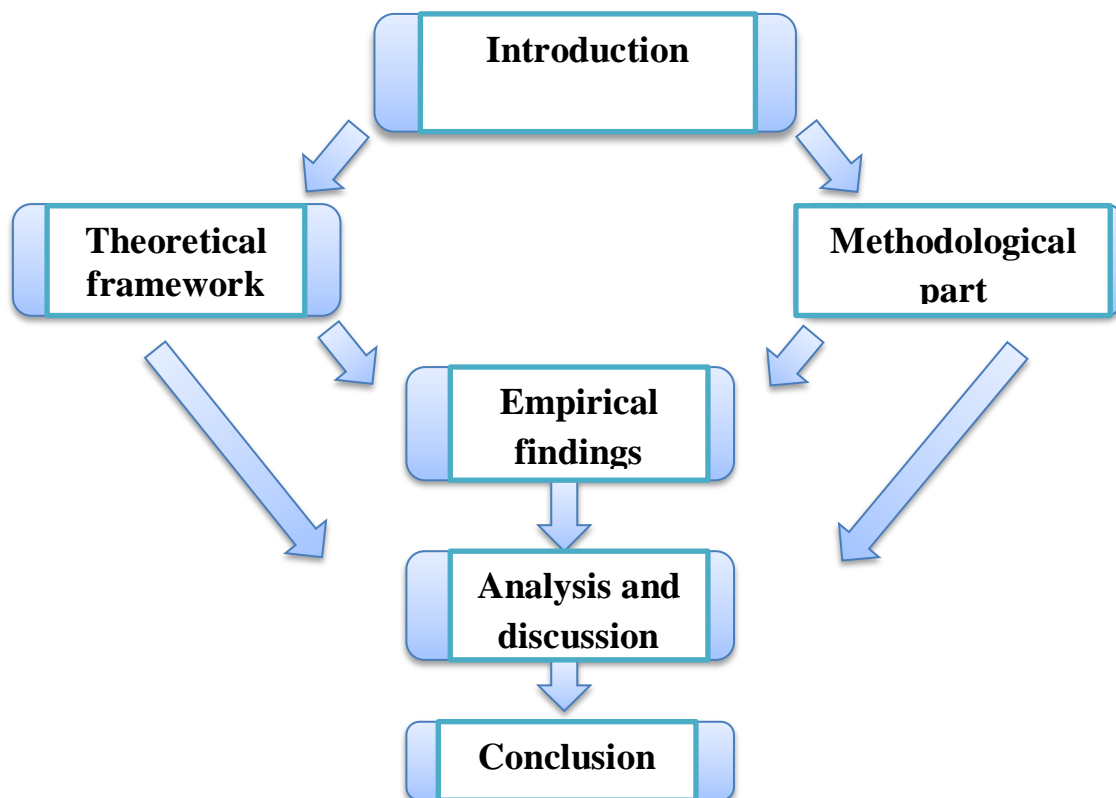 Introduction
Theoretical
framework
Methodological
part
Empirical
findings
Analysis and
discussion
Conclusion